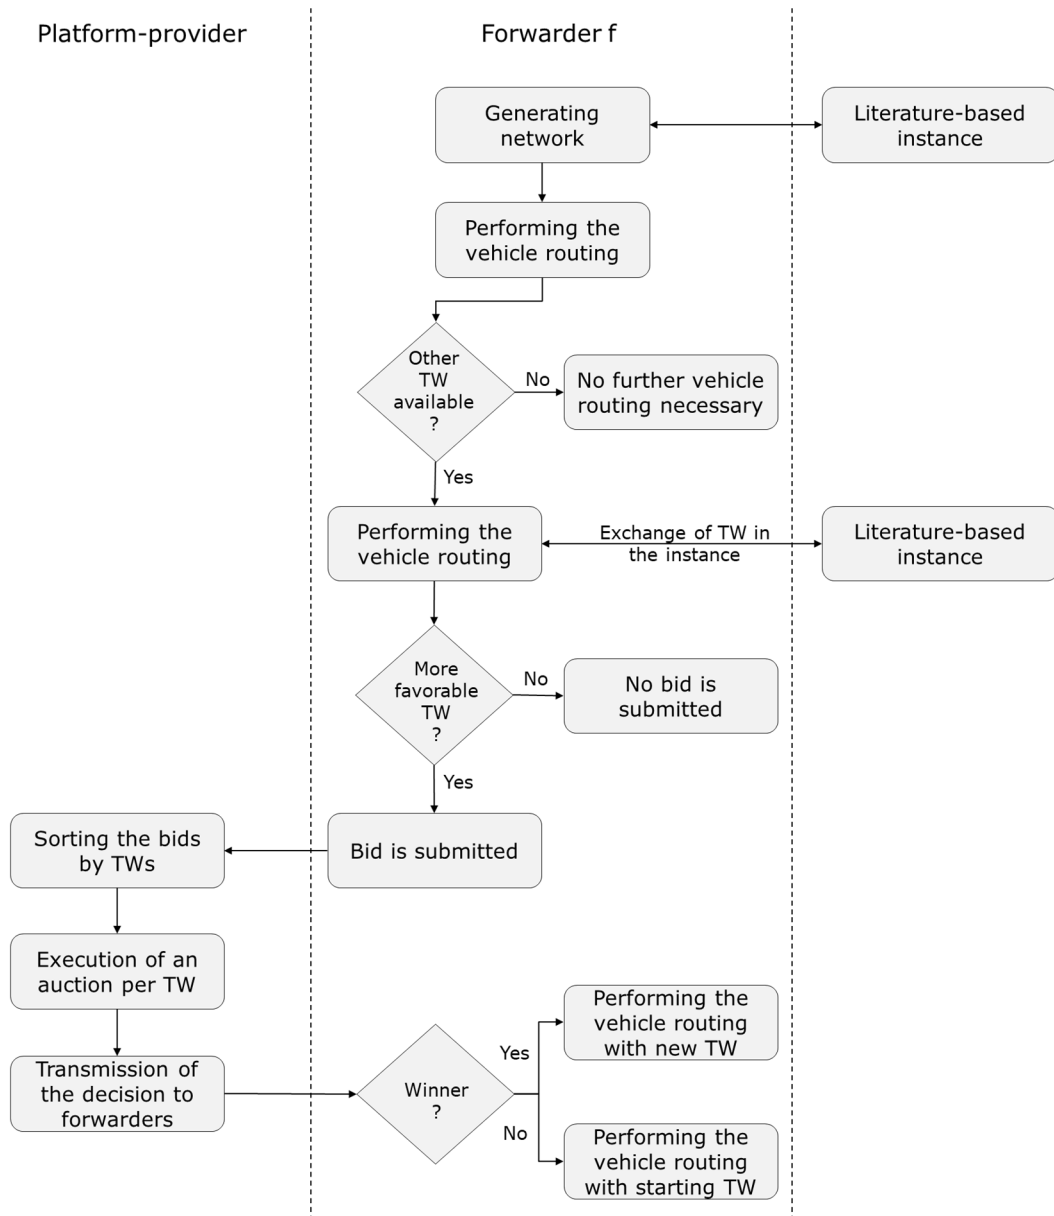 Platform-provider
Forwarder f
Generating
network
Literature-based
instance
Performing the
vehicle routing
Other
TW
available
?
No
No further vehicle
routing necessary
Yes
Performing the
vehicle routing
Exchange of TW in
the instance
Literature-based
instance
More
favorable
TW
?
No
No bid is
submitted
Yes
Sorting the bids
by TWs
Bid is submitted
Execution of an
auction per TW
Transmission of
the decision to
forwarders
Winner
?
Yes
Performing the
vehicle routing
with new TW
No
Performing the
vehicle routing
with starting TW